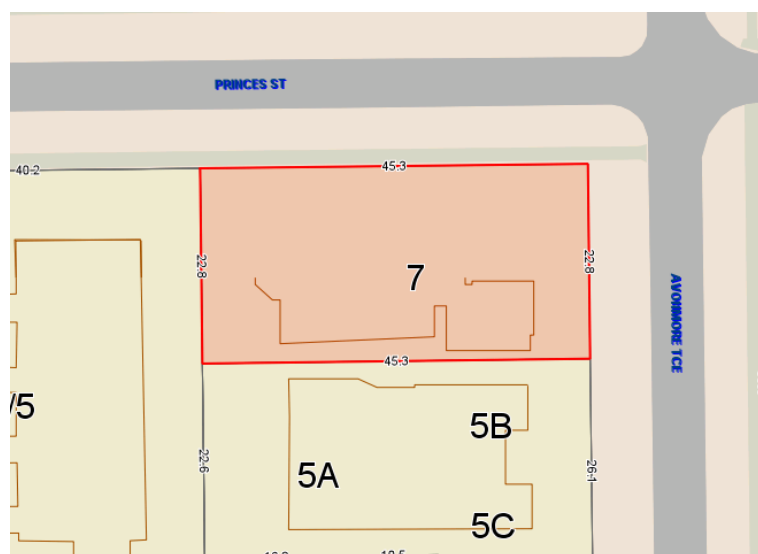 PRINCES ST
40.2
45.3
22.8
7
22.8
AVONMORE TCE
45.3
/5
5B
22.6
5A
26.1
5C